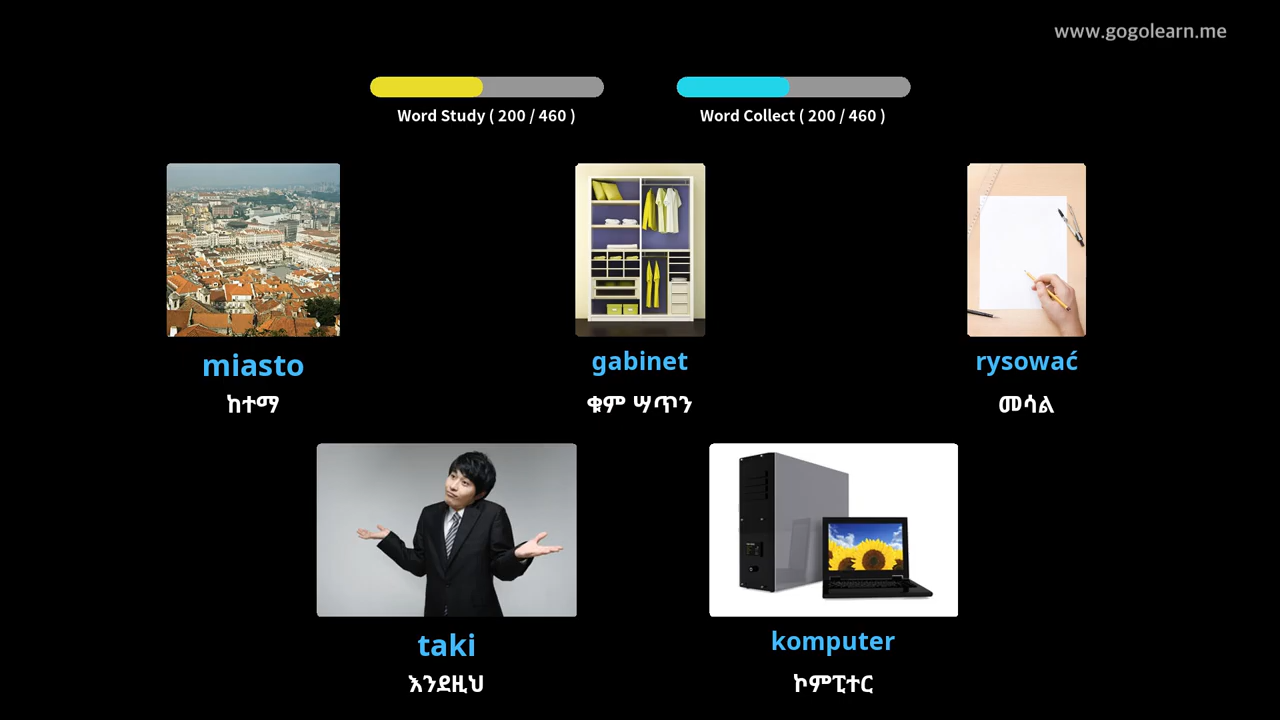 www.gogolearn.me
Word Study ( 200 / 460 )
Word Collect ( 200 / 460 )
miasto
ከተማ
gabinet
ቁም ሣጥን
rysować
መሳል
taki
እንደዚህ
komputer
ኮምፒተር